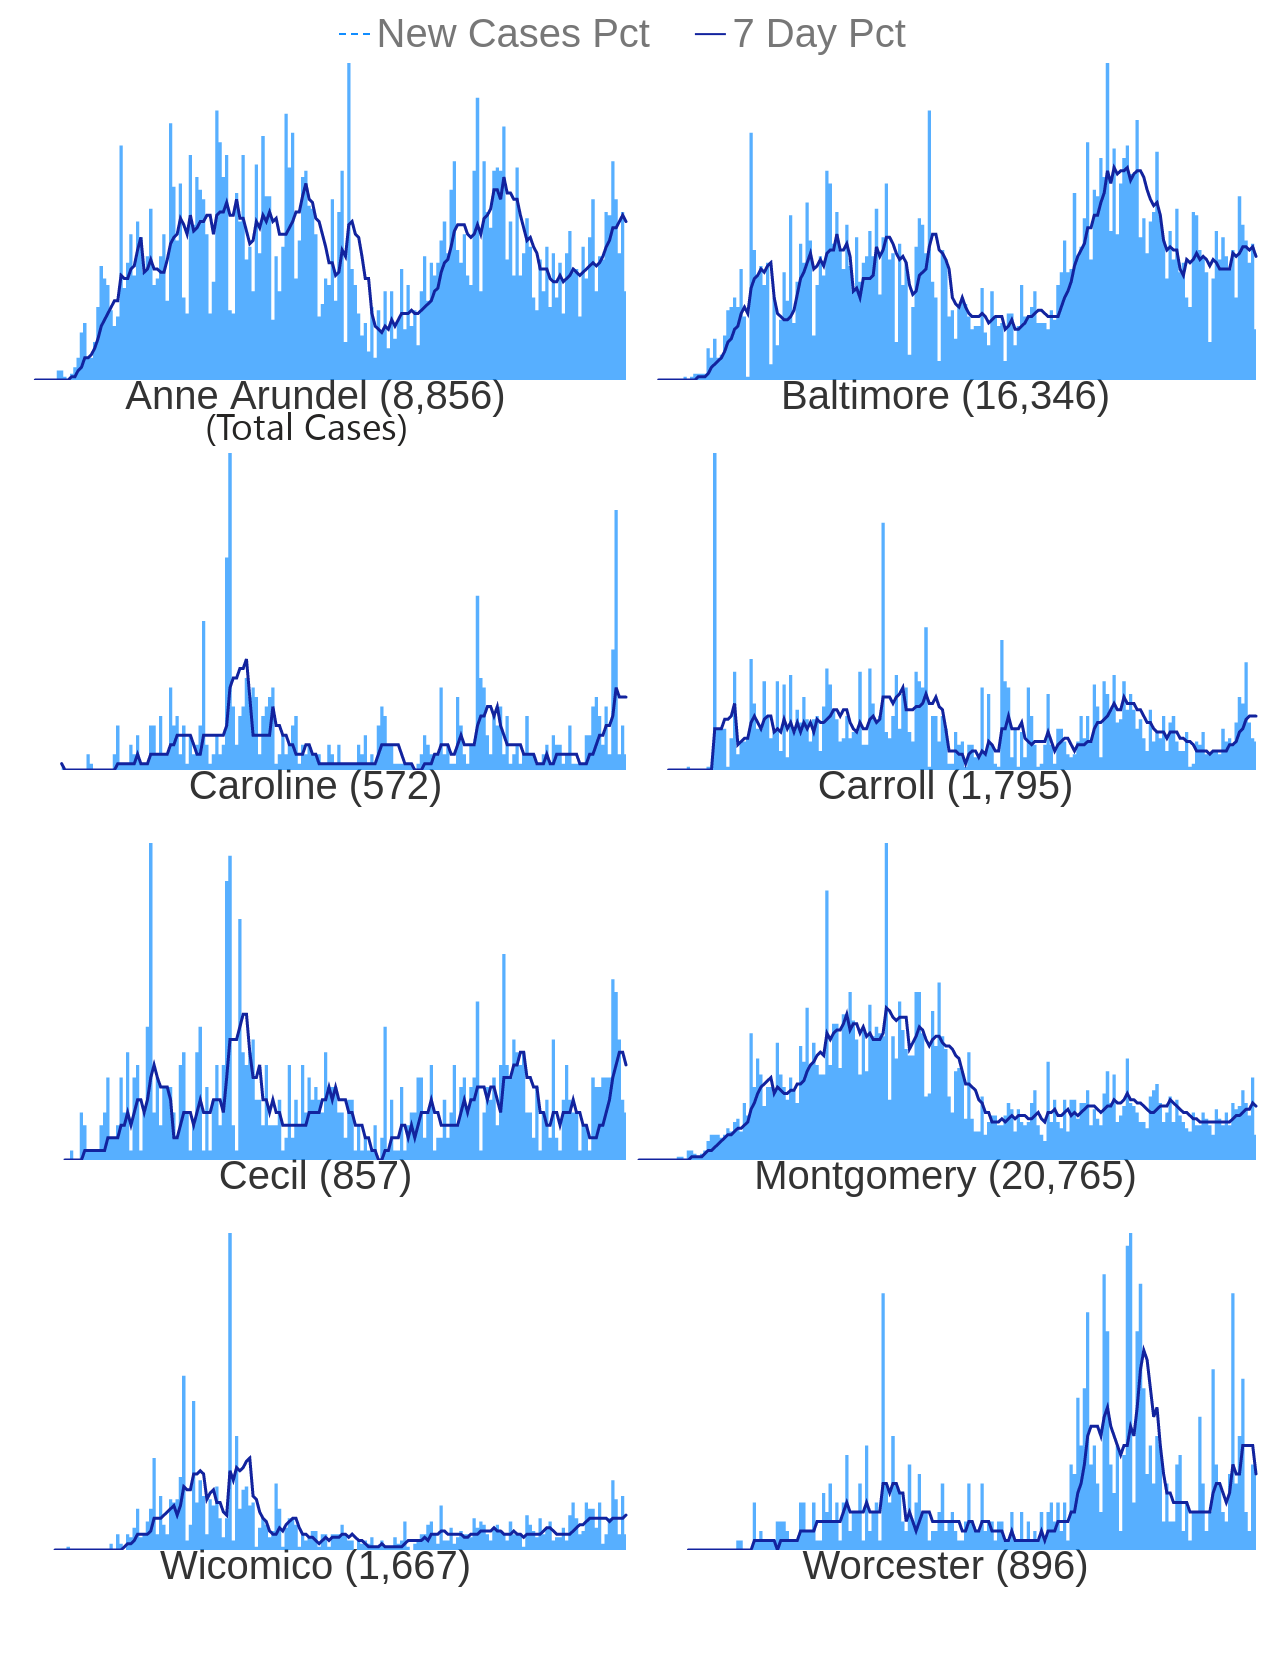 New Cases Pct 7 Day Pct
Anne Arundel (8,856) Baltimore (16,346)
(Total Cases)
Caroline (572) Carroll (1,795)
Cecil (857) Montgomery (20,765)
Wicomico (1,667) Worcester (896)